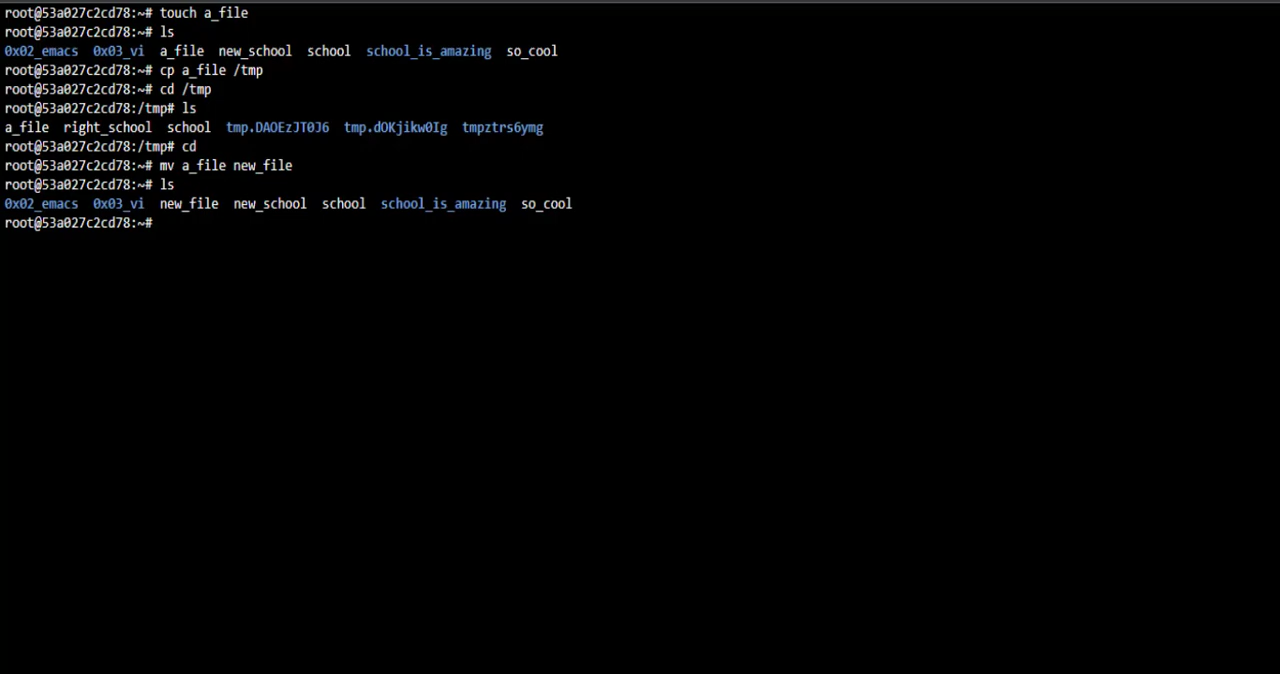 root@53a027c2cd78:~# touch a_file
root@53a027c2cd78:~# ls
0x02_emacs  0x03_vi  a_file  new_school  school  school_is_amazing  so_cool
root@53a027c2cd78:~# cp a_file /tmp
root@53a027c2cd78:~# cd /tmp
root@53a027c2cd78:/tmp# ls
a_file  right_school  school  tmp.DAOEzJT0J6  tmp.dOKjikw0Ig  tmpztrs6ymg
root@53a027c2cd78:/tmp# cd
root@53a027c2cd78:~# mv a_file new_file
root@53a027c2cd78:~# ls
0x02_emacs  0x03_vi  new_file  new_school  school  school_is_amazing  so_cool
root@53a027c2cd78:~#